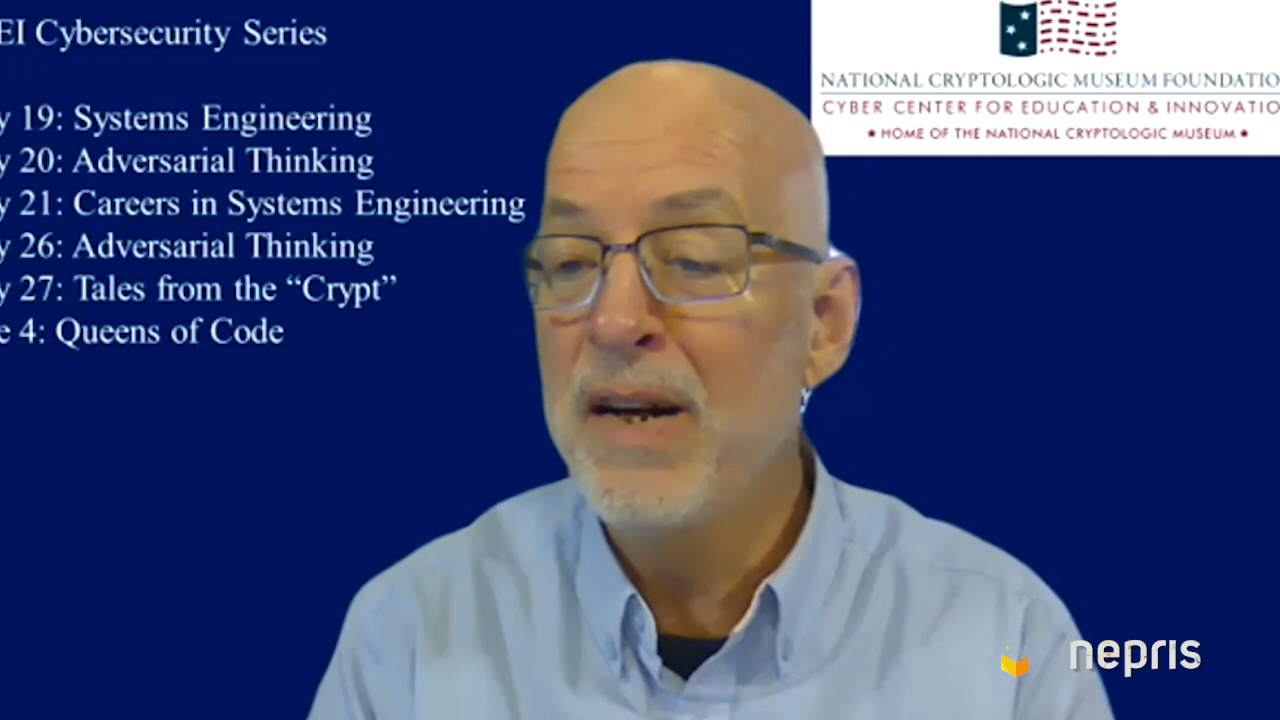 EI Cybersecurity Series
y 19: Systems Engineering
y 20: Adversarial Thinking
y 21: Careers in Systems Engineering
y 26: Adversarial Thinking
y 27: Tales from the “Crypt”
e 4: Queens of Code
NATIONAL CRYPTOLOGIC MUSEUM FOUNDATIO
CYBER CENTER FOR EDUCATION & INNOVATIO
★ HOME OF THE NATIONAL CRYPTOLOGIC MUSEUM ★
nepris